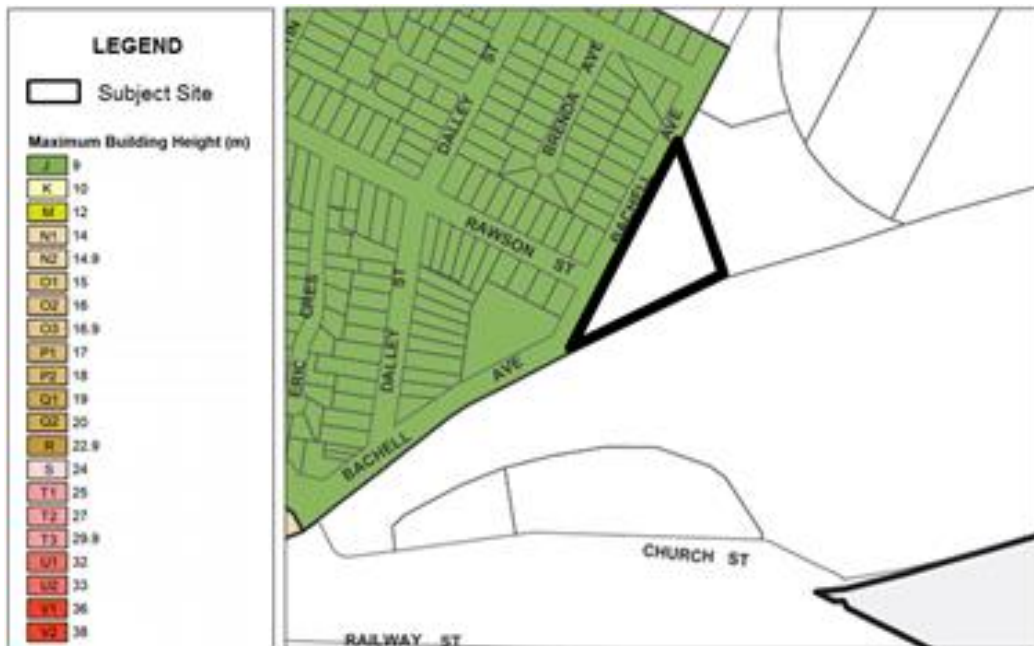 LEGEND
Subject Site
Maximum Building Height (m)
J 9
K 10
M 12
N1 14
N2 14.9
O1 15
O2 16
O3 16.9
P1 17
P2 18
Q1 19
Q2 20
R 22.9
S 24
T1 25
T2 27
T3 29.9
U1 32
U2 33
V1 36
V2 38
DALLEY ST
BRENDA AVE
BACHELL AVE
RAWSON ST
ERIC CRES
DALLEY ST
BACHELL AVE
CHURCH ST
RAILWAY ST